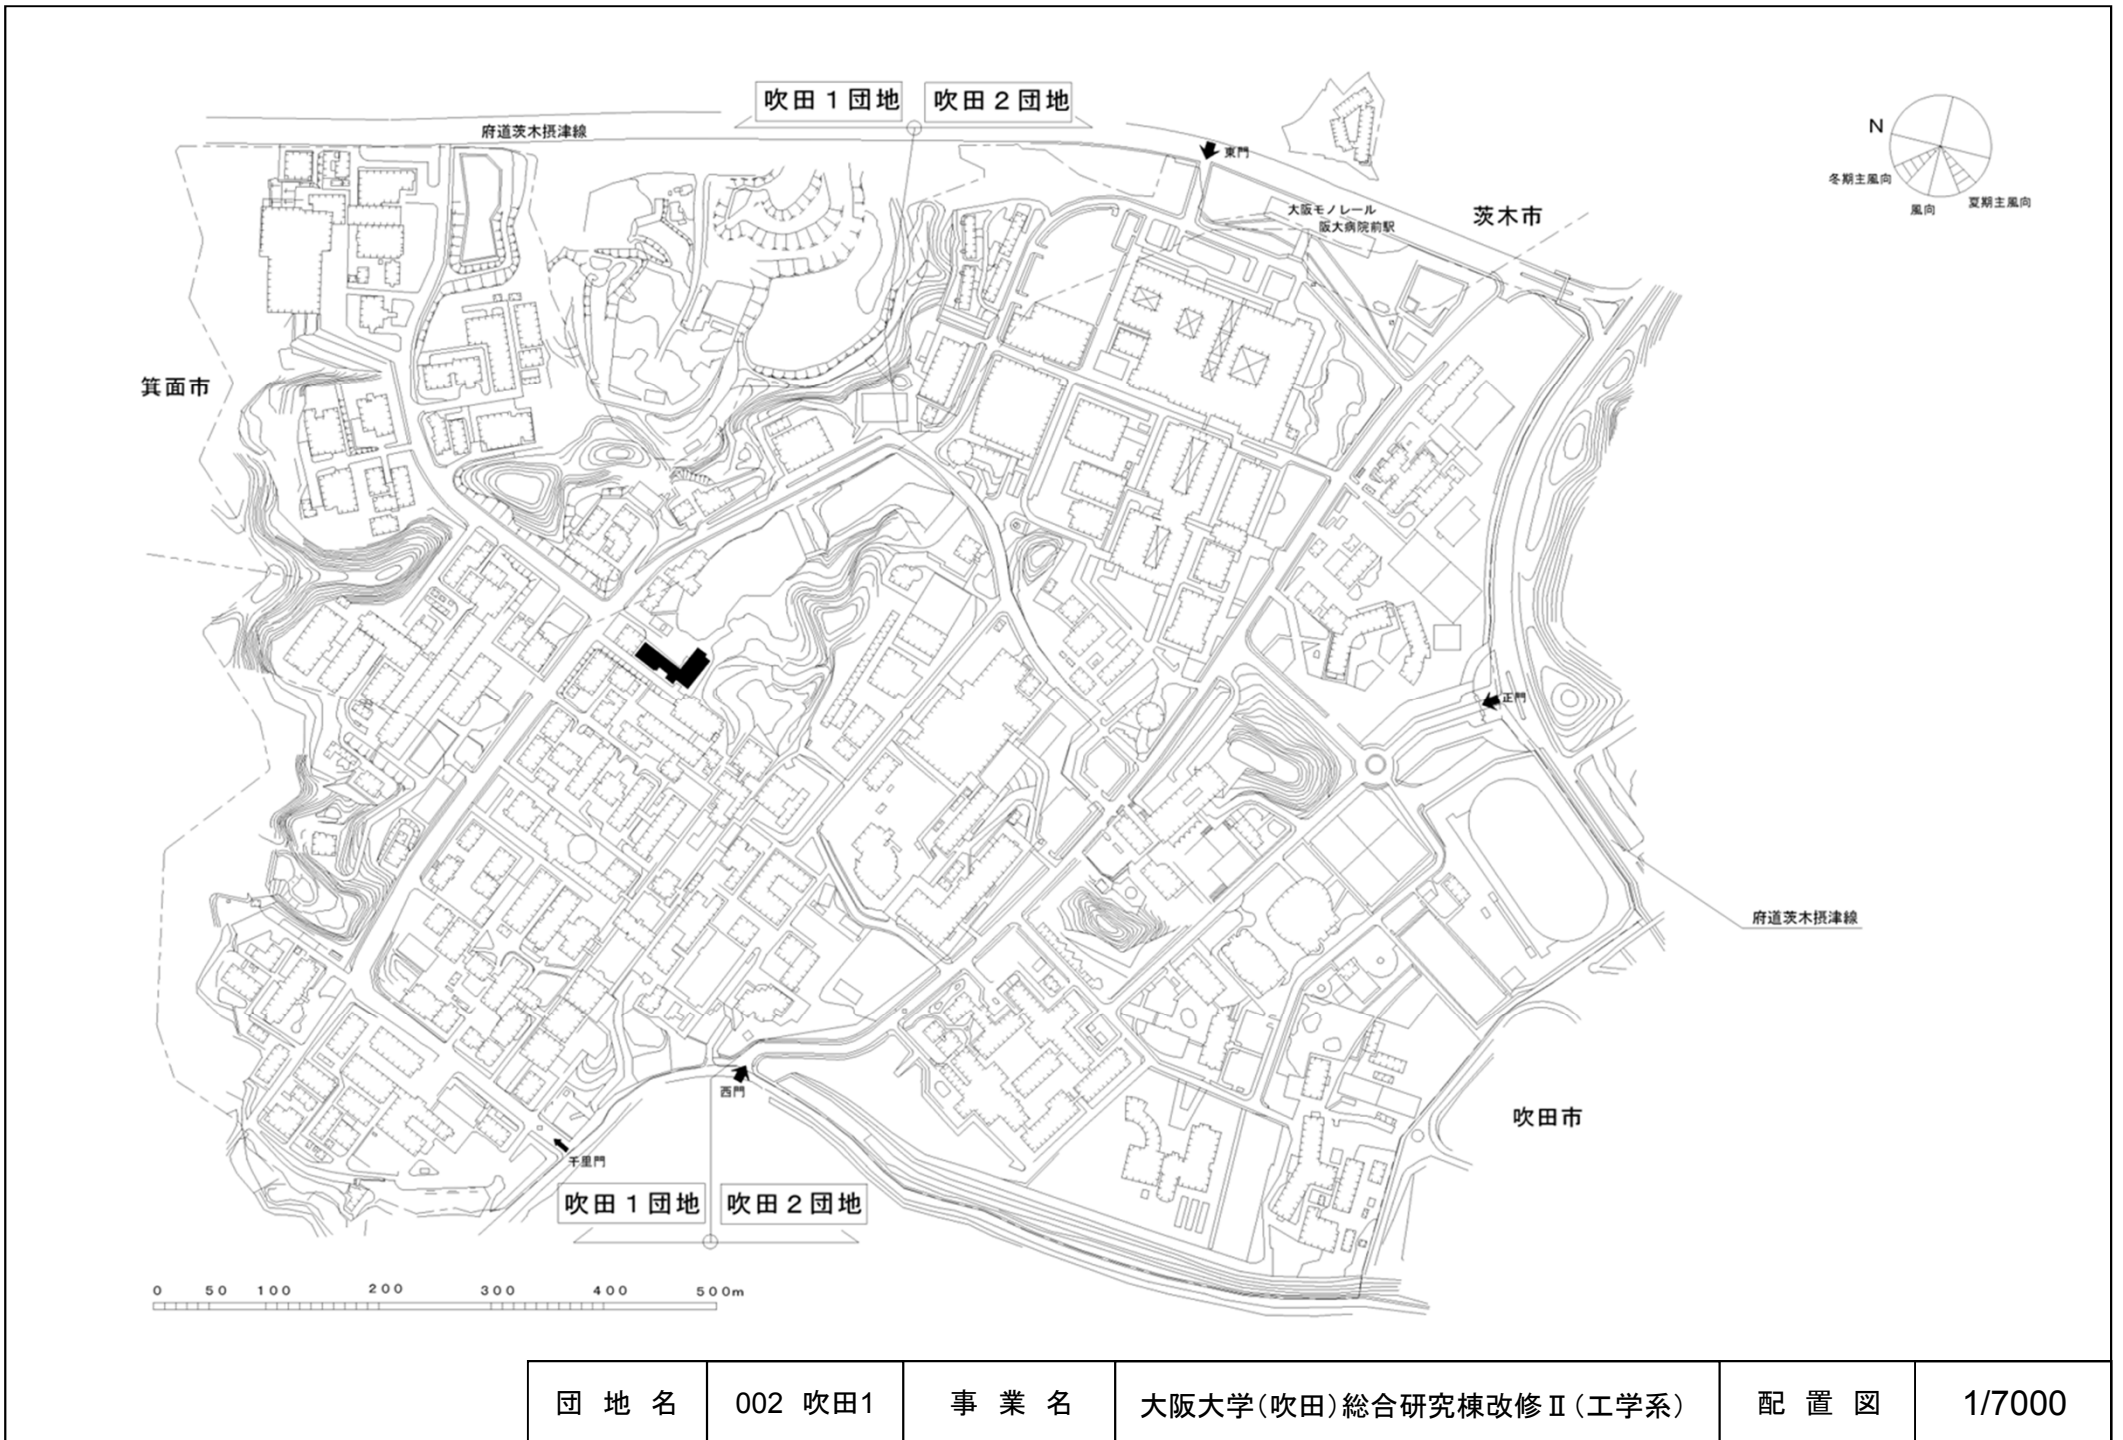 吹田１団地 吹田２団地
府道茨木摂津線
東門
N
冬期主風向
風向
夏期主風向
大阪モノレール
阪大病院前駅
茨木市
箕面市
正門
府道茨木摂津線
西門
吹田市
千里門
吹田１団地 吹田２団地
0 50 100 200 300 400 500m
団地名 002 吹田1 事業名 大阪大学(吹田)総合研究棟改修Ⅱ(工学系) 配置図 1/7000